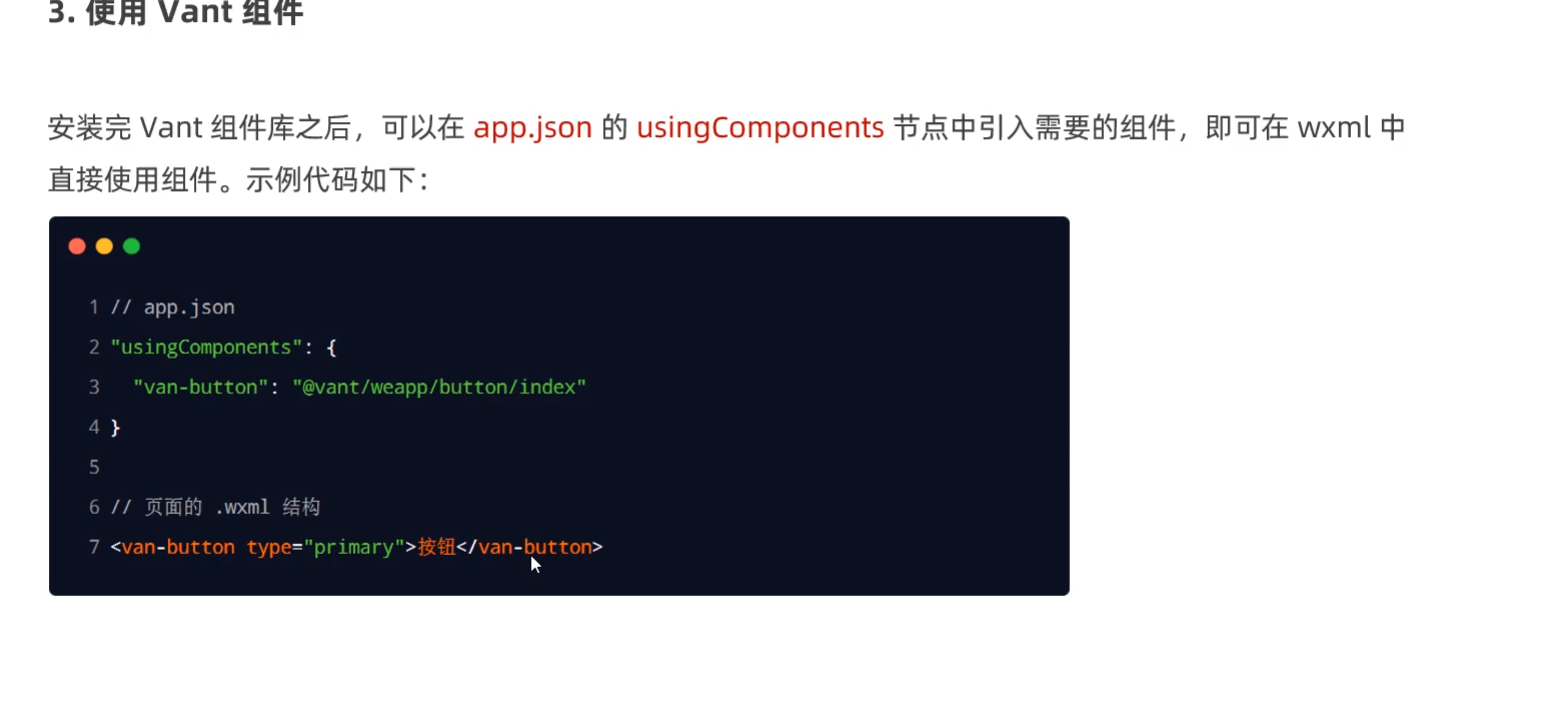 3. 使用 Vant 组件
安装完 Vant 组件库之后，可以在 app.json 的 usingComponents 节点中引入需要的组件，即可在 wxml 中
直接使用组件。示例代码如下：
1 // app.json
2 "usingComponents": {
3   "van-button": "@vant/weapp/button/index"
4 }
5
6 // 页面的 .wxml 结构
7 <van-button type="primary">按钮</van-button>